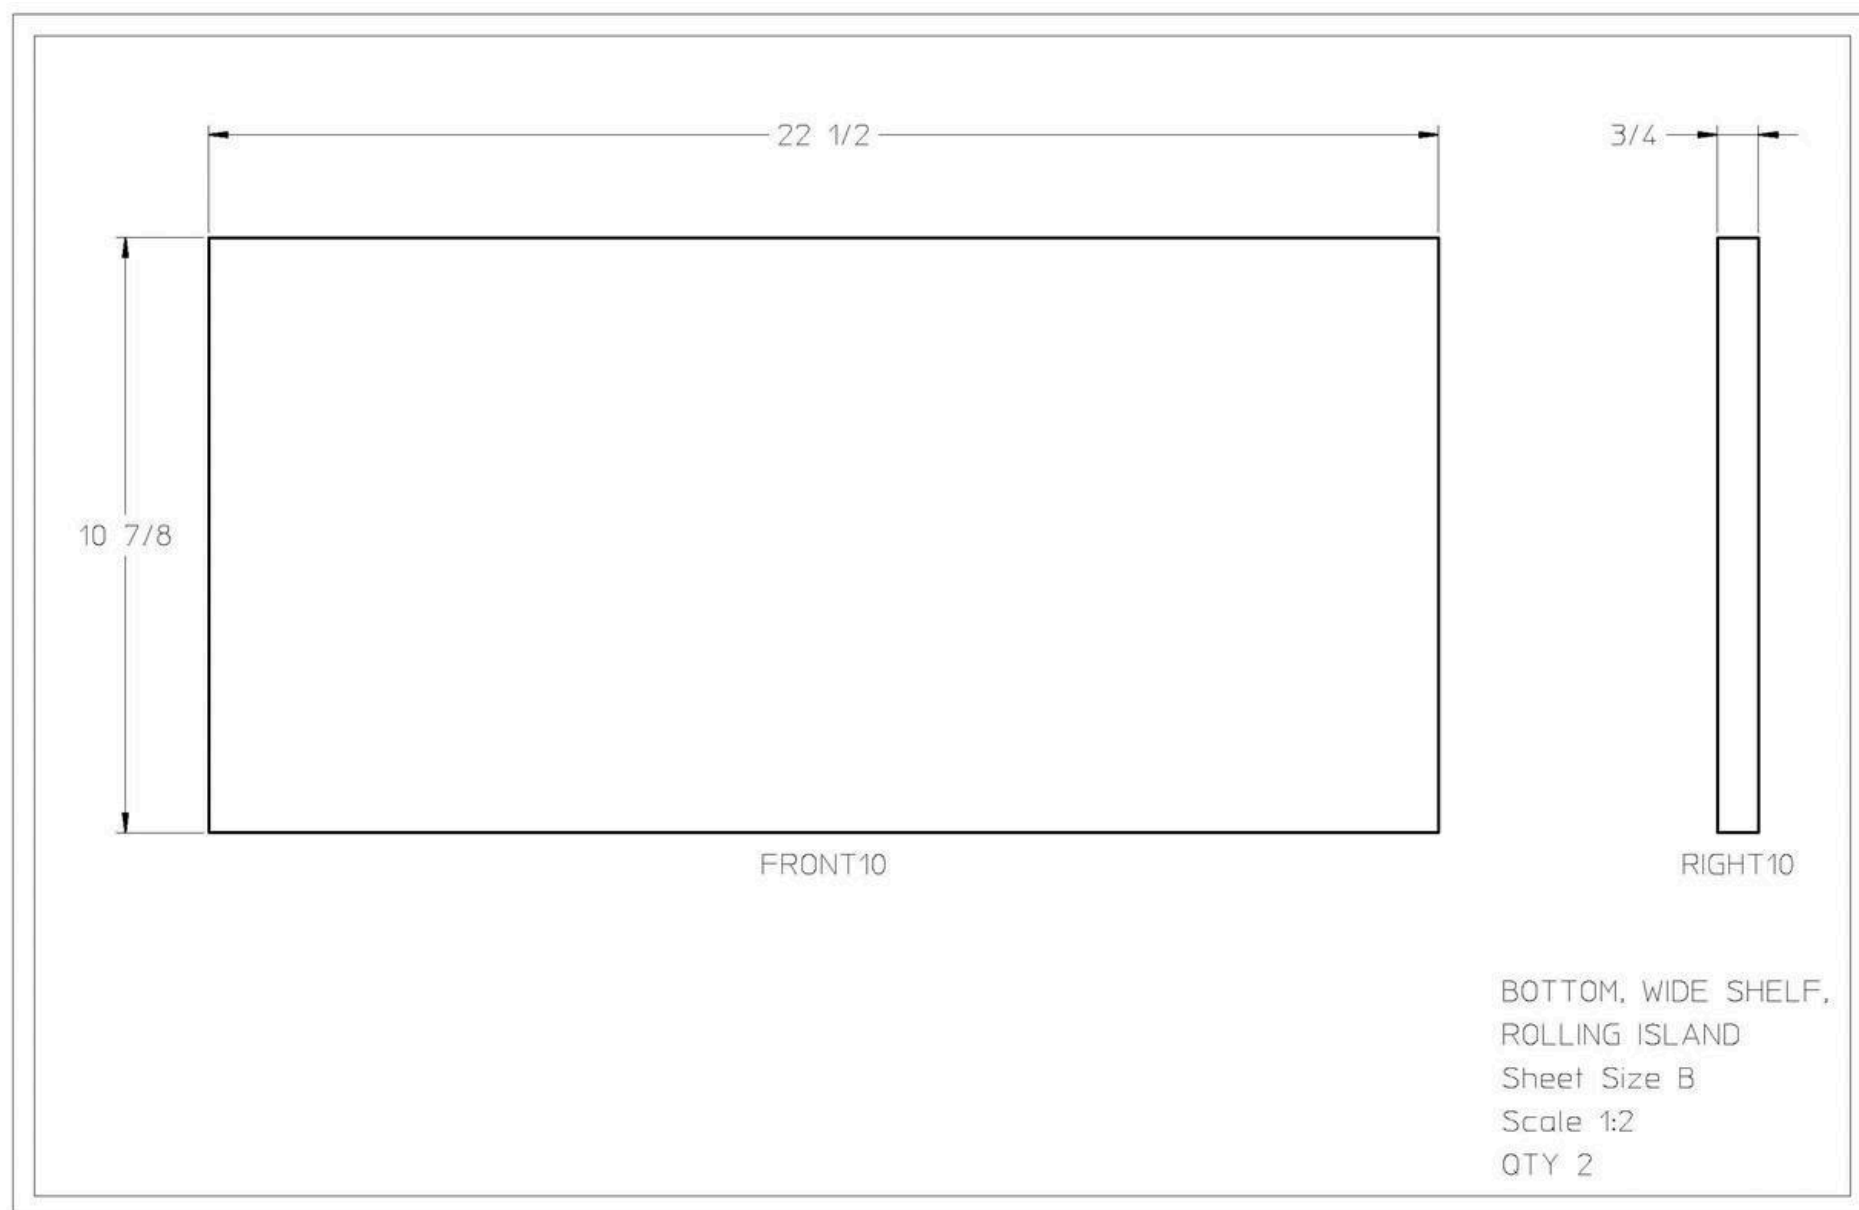 22 1/2
3/4
10 7/8
FRONT10
RIGHT10
BOTTOM, WIDE SHELF,
ROLLING ISLAND
Sheet Size B
Scale 1:2
QTY 2